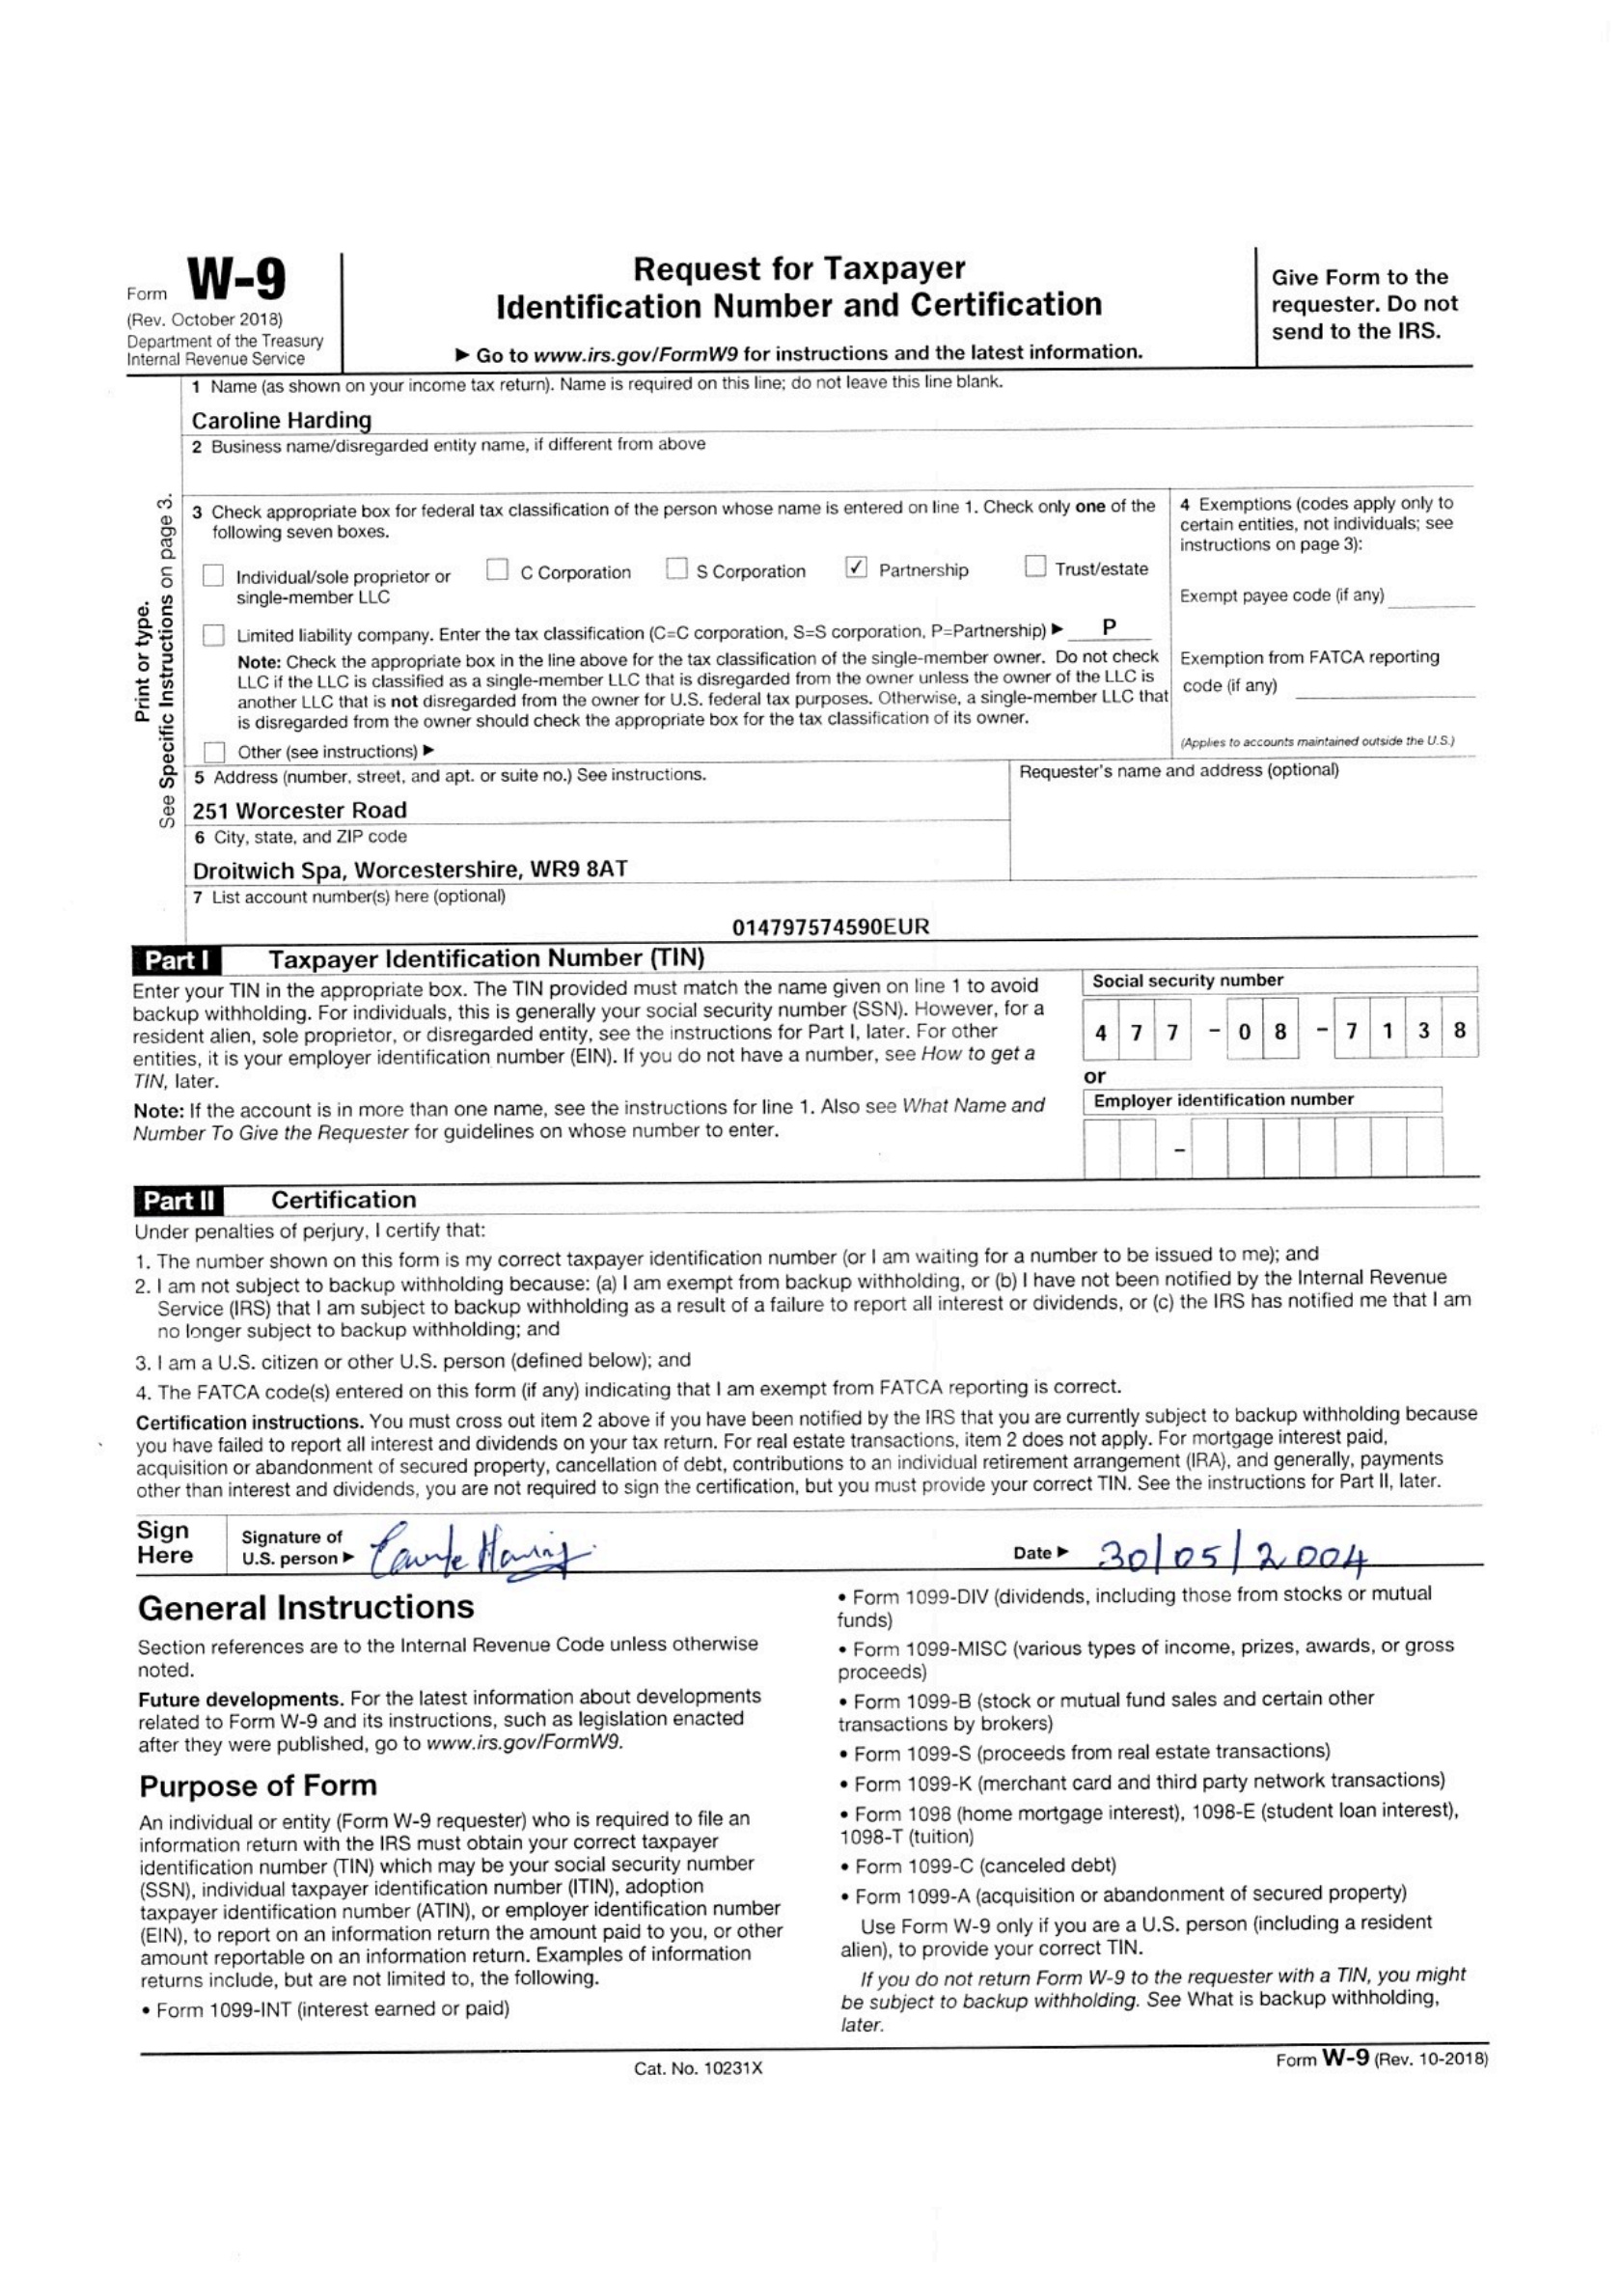 Form W-9
(Rev. October 2018)
Department of the Treasury
Internal Revenue Service
Request for Taxpayer
Identification Number and Certification
▶ Go to www.irs.gov/FormW9 for instructions and the latest information.
Give Form to the
requester. Do not
send to the IRS.
Print or type.
See Specific Instructions on page 3.
1 Name (as shown on your income tax return). Name is required on this line; do not leave this line blank.
Caroline Harding
2 Business name/disregarded entity name, if different from above
3 Check appropriate box for federal tax classification of the person whose name is entered on line 1. Check only one of the
following seven boxes.
☐ Individual/sole proprietor or ☐ C Corporation ☐ S Corporation ☑ Partnership ☐ Trust/estate
single-member LLC
☐ Limited liability company. Enter the tax classification (C=C corporation, S=S corporation, P=Partnership) ▶ P
Note: Check the appropriate box in the line above for the tax classification of the single-member owner. Do not check
LLC if the LLC is classified as a single-member LLC that is disregarded from the owner unless the owner of the LLC is
another LLC that is not disregarded from the owner for U.S. federal tax purposes. Otherwise, a single-member LLC that
is disregarded from the owner should check the appropriate box for the tax classification of its owner.
☐ Other (see instructions) ▶
4 Exemptions (codes apply only to
certain entities, not individuals; see
instructions on page 3):
Exempt payee code (if any)
Exemption from FATCA reporting
code (if any)
(Applies to accounts maintained outside the U.S.)
5 Address (number, street, and apt. or suite no.) See instructions.
251 Worcester Road
6 City, state, and ZIP code
Droitwich Spa, Worcestershire, WR9 8AT
Requester's name and address (optional)
7 List account number(s) here (optional)
014797574590EUR
Part I Taxpayer Identification Number (TIN)
Enter your TIN in the appropriate box. The TIN provided must match the name given on line 1 to avoid
backup withholding. For individuals, this is generally your social security number (SSN). However, for a
resident alien, sole proprietor, or disregarded entity, see the instructions for Part I, later. For other
entities, it is your employer identification number (EIN). If you do not have a number, see How to get a
TIN, later.
Note: If the account is in more than one name, see the instructions for line 1. Also see What Name and
Number To Give the Requester for guidelines on whose number to enter.
Social security number
4 7 7 - 0 8 - 7 1 3 8
or
Employer identification number
-
Part II Certification
Under penalties of perjury, I certify that:
1. The number shown on this form is my correct taxpayer identification number (or I am waiting for a number to be issued to me); and
2. I am not subject to backup withholding because: (a) I am exempt from backup withholding, or (b) I have not been notified by the Internal Revenue
Service (IRS) that I am subject to backup withholding as a result of a failure to report all interest or dividends, or (c) the IRS has notified me that I am
no longer subject to backup withholding; and
3. I am a U.S. citizen or other U.S. person (defined below); and
4. The FATCA code(s) entered on this form (if any) indicating that I am exempt from FATCA reporting is correct.
Certification instructions. You must cross out item 2 above if you have been notified by the IRS that you are currently subject to backup withholding because
you have failed to report all interest and dividends on your tax return. For real estate transactions, item 2 does not apply. For mortgage interest paid,
acquisition or abandonment of secured property, cancellation of debt, contributions to an individual retirement arrangement (IRA), and generally, payments
other than interest and dividends, you are not required to sign the certification, but you must provide your correct TIN. See the instructions for Part II, later.
Sign
Here
Signature of
U.S. person ▶
Date ▶ 30/05/2004
General Instructions
Section references are to the Internal Revenue Code unless otherwise
noted.
Future developments. For the latest information about developments
related to Form W-9 and its instructions, such as legislation enacted
after they were published, go to www.irs.gov/FormW9.
Purpose of Form
An individual or entity (Form W-9 requester) who is required to file an
information return with the IRS must obtain your correct taxpayer
identification number (TIN) which may be your social security number
(SSN), individual taxpayer identification number (ITIN), adoption
taxpayer identification number (ATIN), or employer identification number
(EIN), to report on an information return the amount paid to you, or other
amount reportable on an information return. Examples of information
returns include, but are not limited to, the following.
• Form 1099-INT (interest earned or paid)
• Form 1099-DIV (dividends, including those from stocks or mutual
funds)
• Form 1099-MISC (various types of income, prizes, awards, or gross
proceeds)
• Form 1099-B (stock or mutual fund sales and certain other
transactions by brokers)
• Form 1099-S (proceeds from real estate transactions)
• Form 1099-K (merchant card and third party network transactions)
• Form 1098 (home mortgage interest), 1098-E (student loan interest),
1098-T (tuition)
• Form 1099-C (canceled debt)
• Form 1099-A (acquisition or abandonment of secured property)
Use Form W-9 only if you are a U.S. person (including a resident
alien), to provide your correct TIN.
If you do not return Form W-9 to the requester with a TIN, you might
be subject to backup withholding. See What is backup withholding,
later.
Cat. No. 10231X
Form W-9 (Rev. 10-2018)